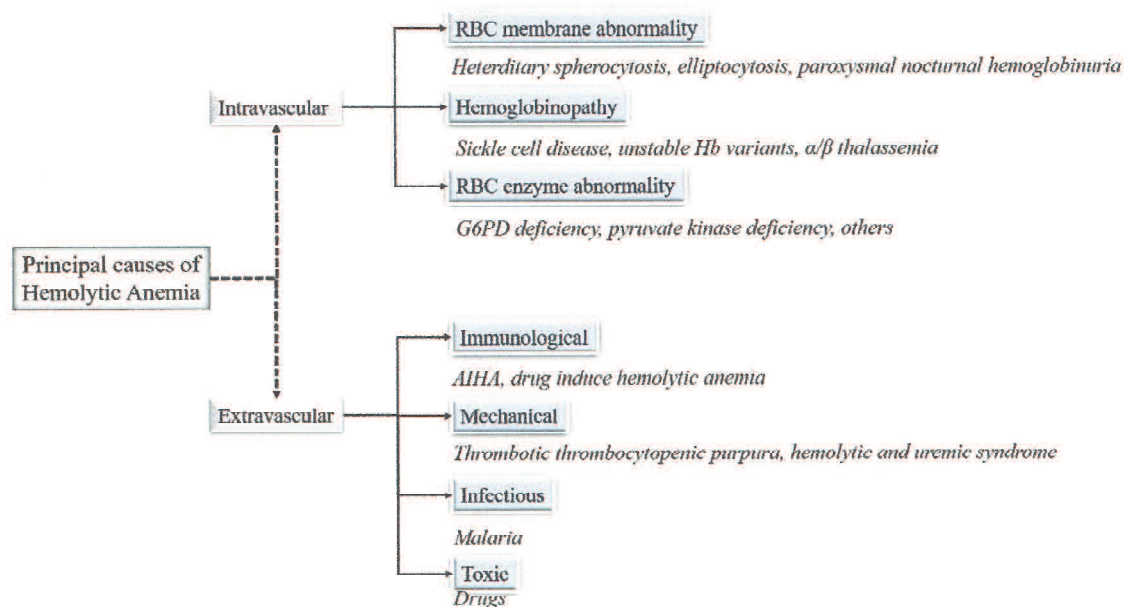 RBC membrane abnormality
Heterditary spherocytosis, elliptocytosis, paroxysmal nocturnal hemoglobinuria
Intravascular
Hemoglobinopathy
Sickle cell disease, unstable Hb variants, α/β thalassemia
RBC enzyme abnormality
G6PD deficiency, pyruvate kinase deficiency, others
Principal causes of
Hemolytic Anemia
Immunological
AIHA, drug induce hemolytic anemia
Extravascular
Mechanical
Thrombotic thrombocytopenic purpura, hemolytic and uremic syndrome
Infectious
Malaria
Toxic
Drugs